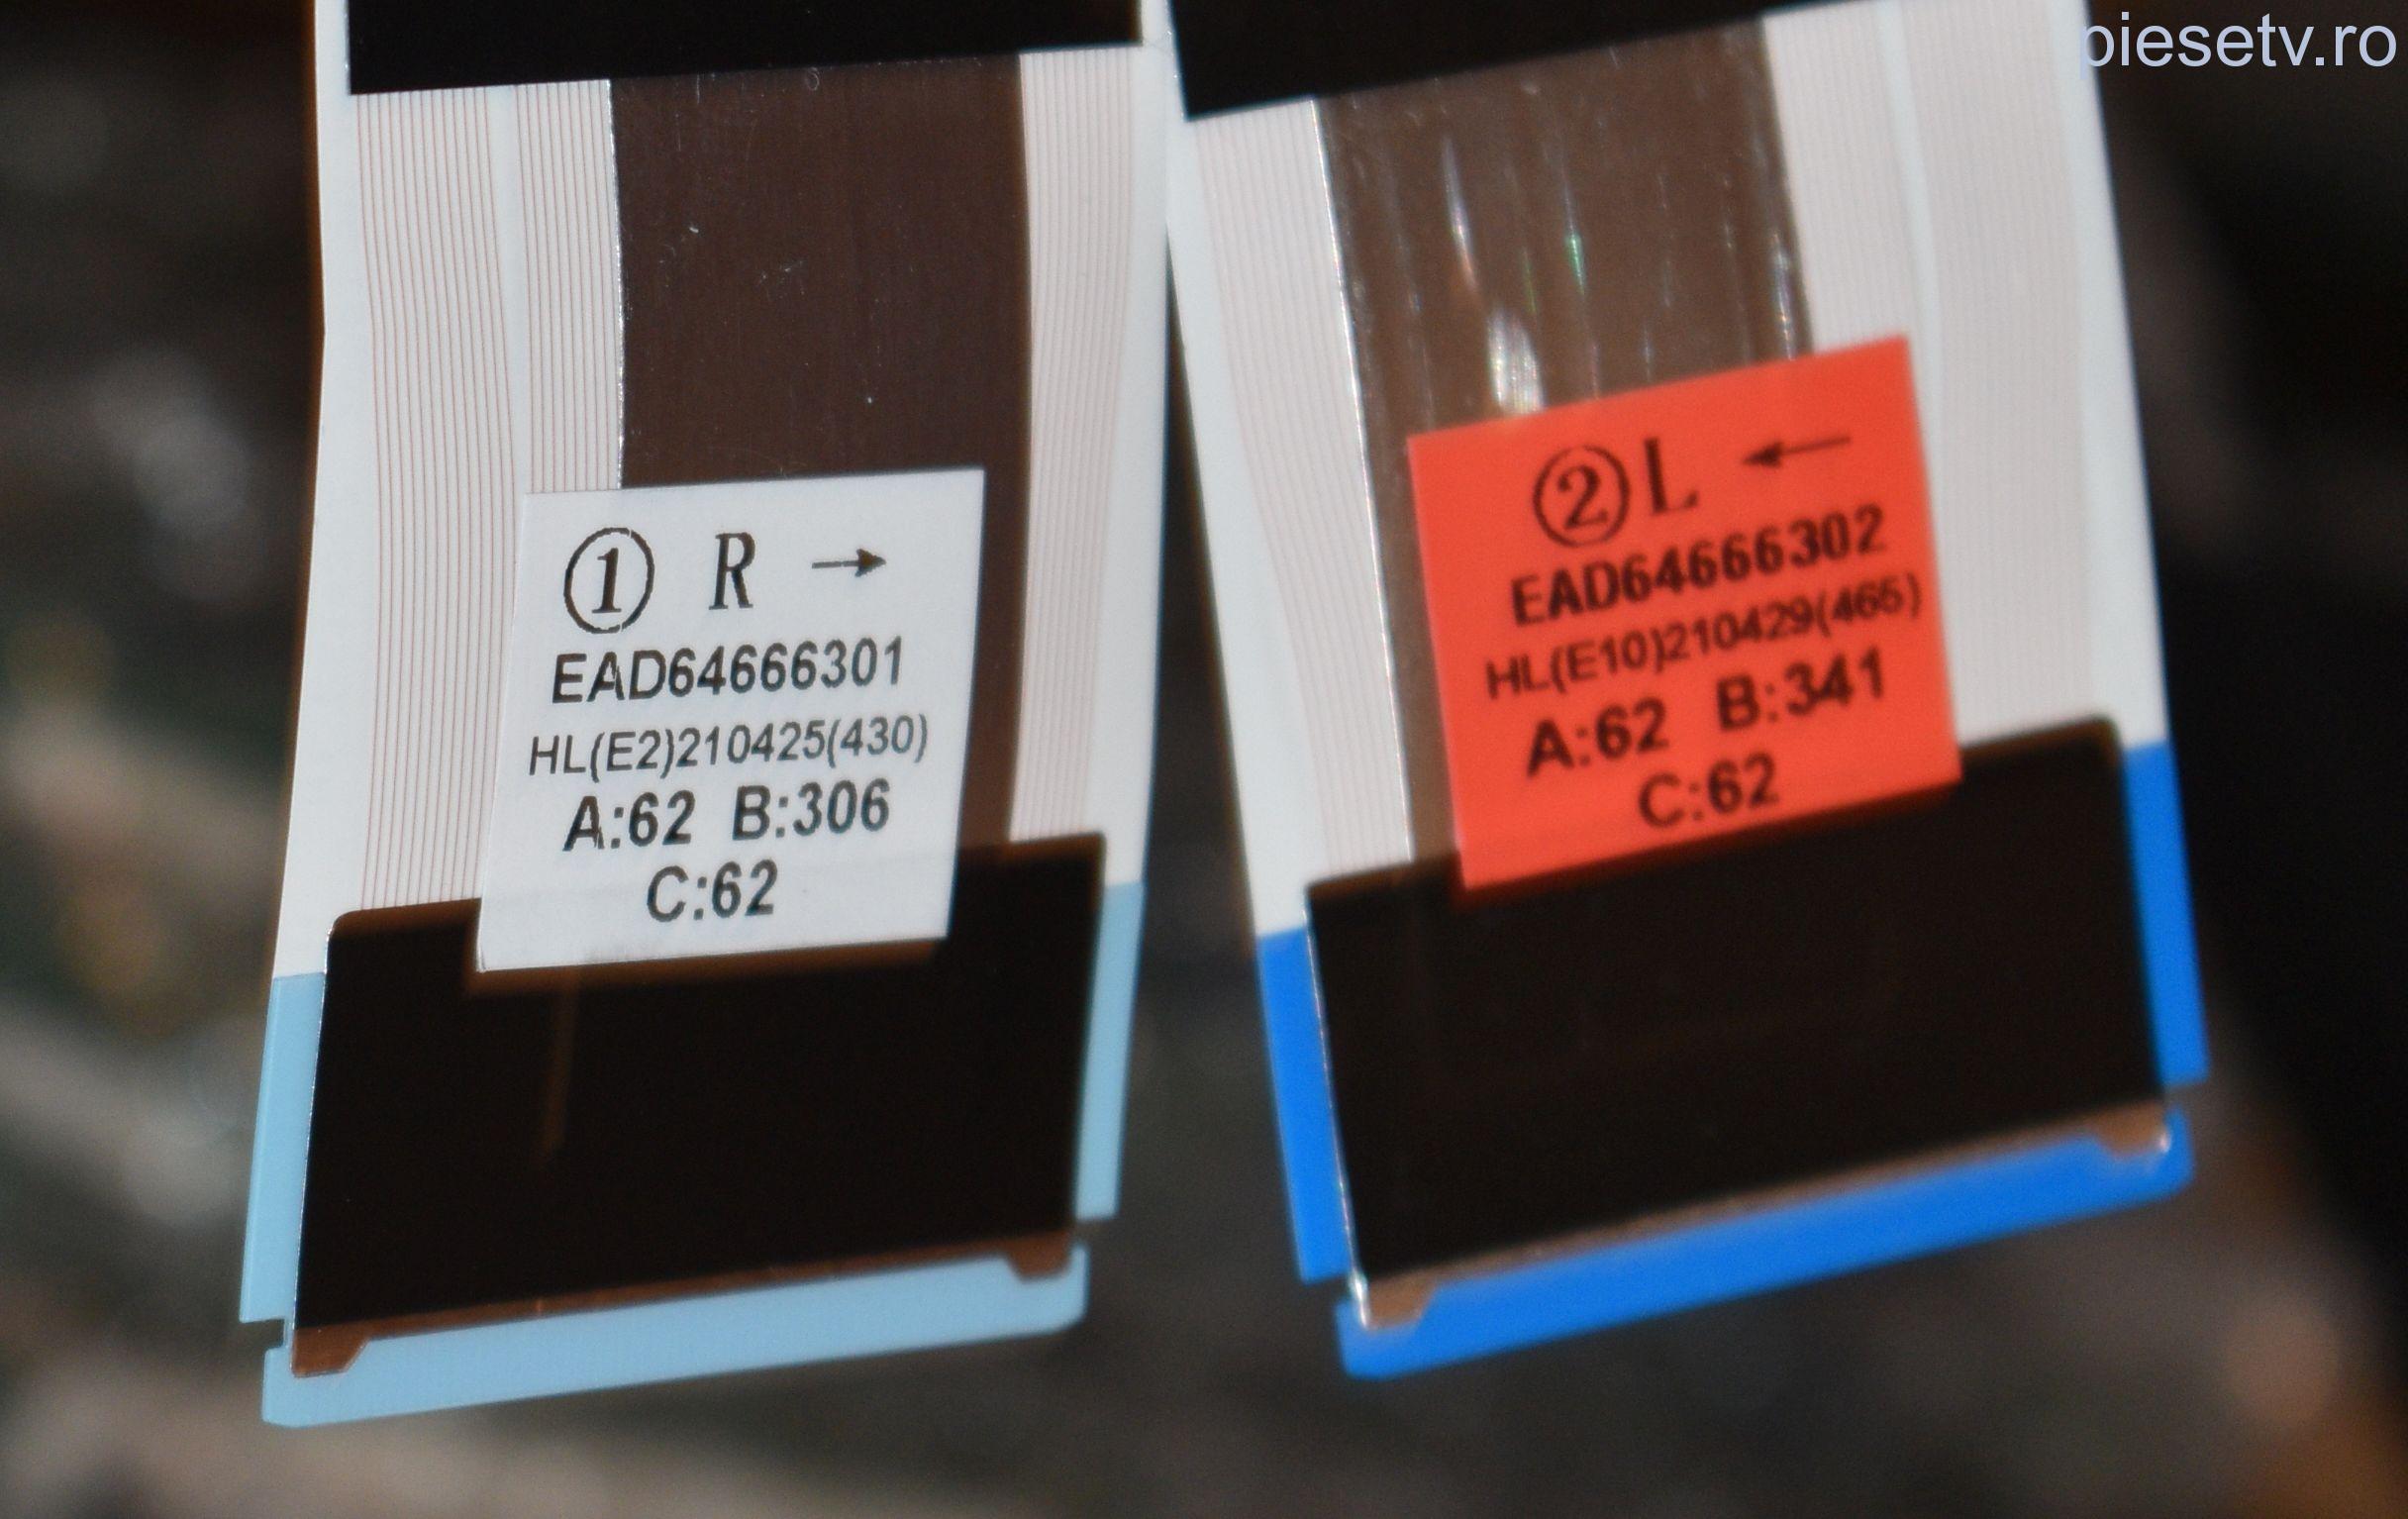 piesetv.ro
① R →
EAD64666301
HL(E2)210425(430)
A:62 B:306
C:62
② L ←
EAD64666302
HL(E10)210429(465)
A:62 B:341
C:62